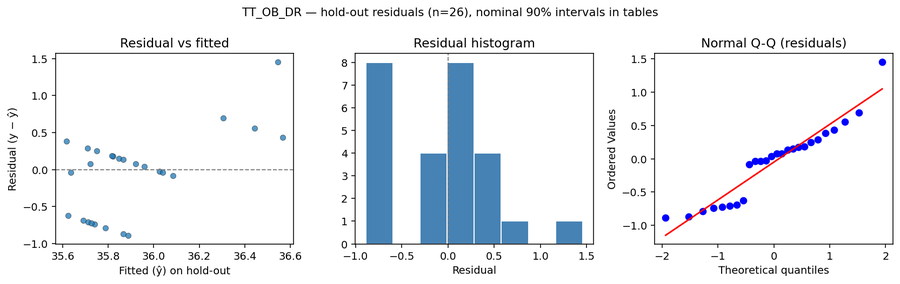 TT_OB_DR — hold-out residuals (n=26), nominal 90% intervals in tables
Residual vs fitted
Residual (y − ŷ)
1.5
1.0
0.5
0.0
−0.5
−1.0
35.6 35.8 36.0 36.2 36.4 36.6
Fitted (ŷ) on hold-out
Residual histogram
8
7
6
5
4
3
2
1
0
−1.0 −0.5 0.0 0.5 1.0 1.5
Residual
Normal Q-Q (residuals)
Ordered Values
1.5
1.0
0.5
0.0
−0.5
−1.0
−2 −1 0 1 2
Theoretical quantiles